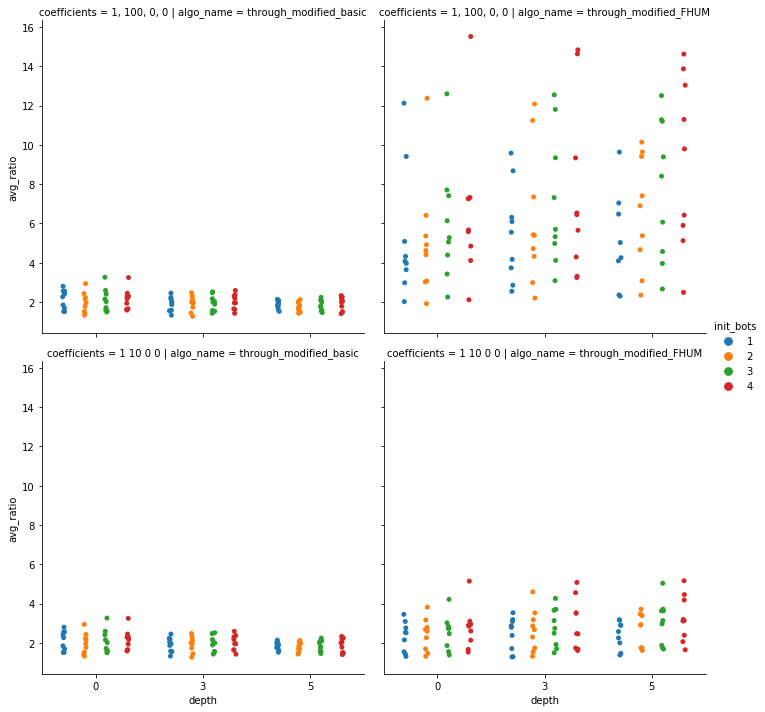 coefficients = 1, 100, 0, 0 | algo_name = through_modified_basic
coefficients = 1, 100, 0, 0 | algo_name = through_modified_FHUM
16
14
12
10
8
6
4
2
avg_ratio
coefficients = 1 10 0 0 | algo_name = through_modified_basic
coefficients = 1 10 0 0 | algo_name = through_modified_FHUM
16
14
12
10
8
6
4
2
avg_ratio
0
3
5
depth
0
3
5
depth
init_bots
1
2
3
4